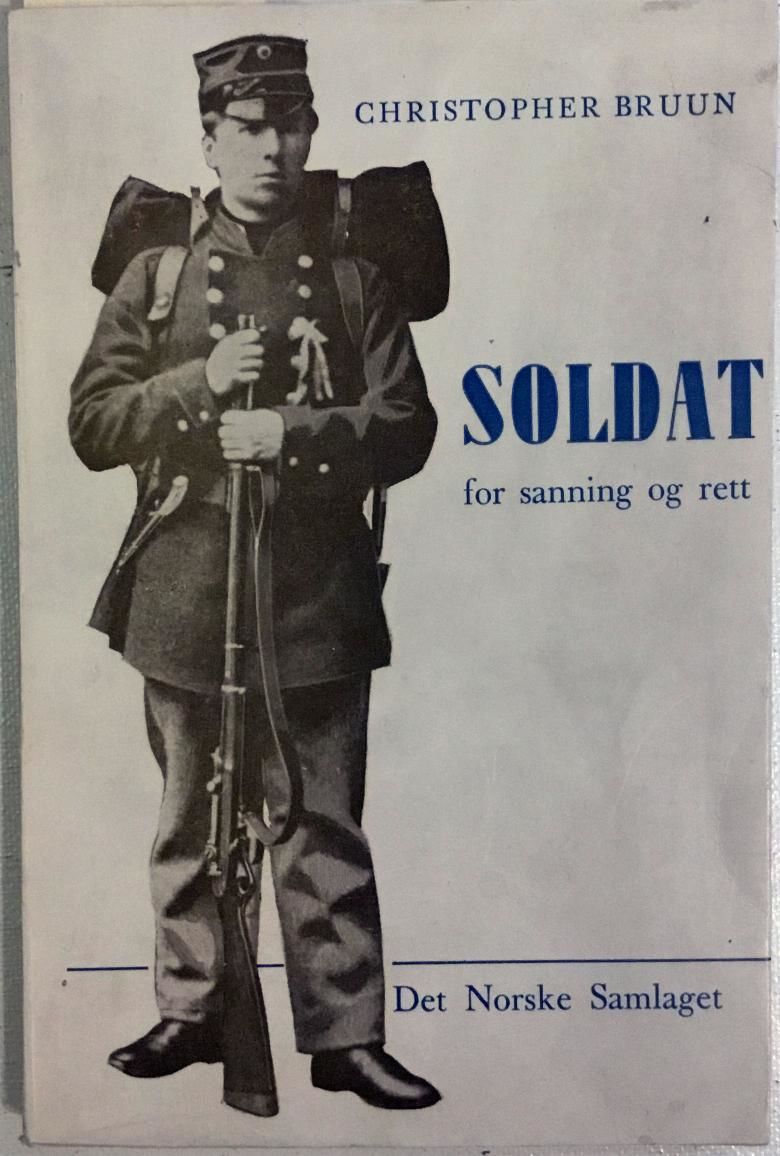 CHRISTOPHER BRUUN
SOLDAT
for sanning og rett
Det Norske Samlaget